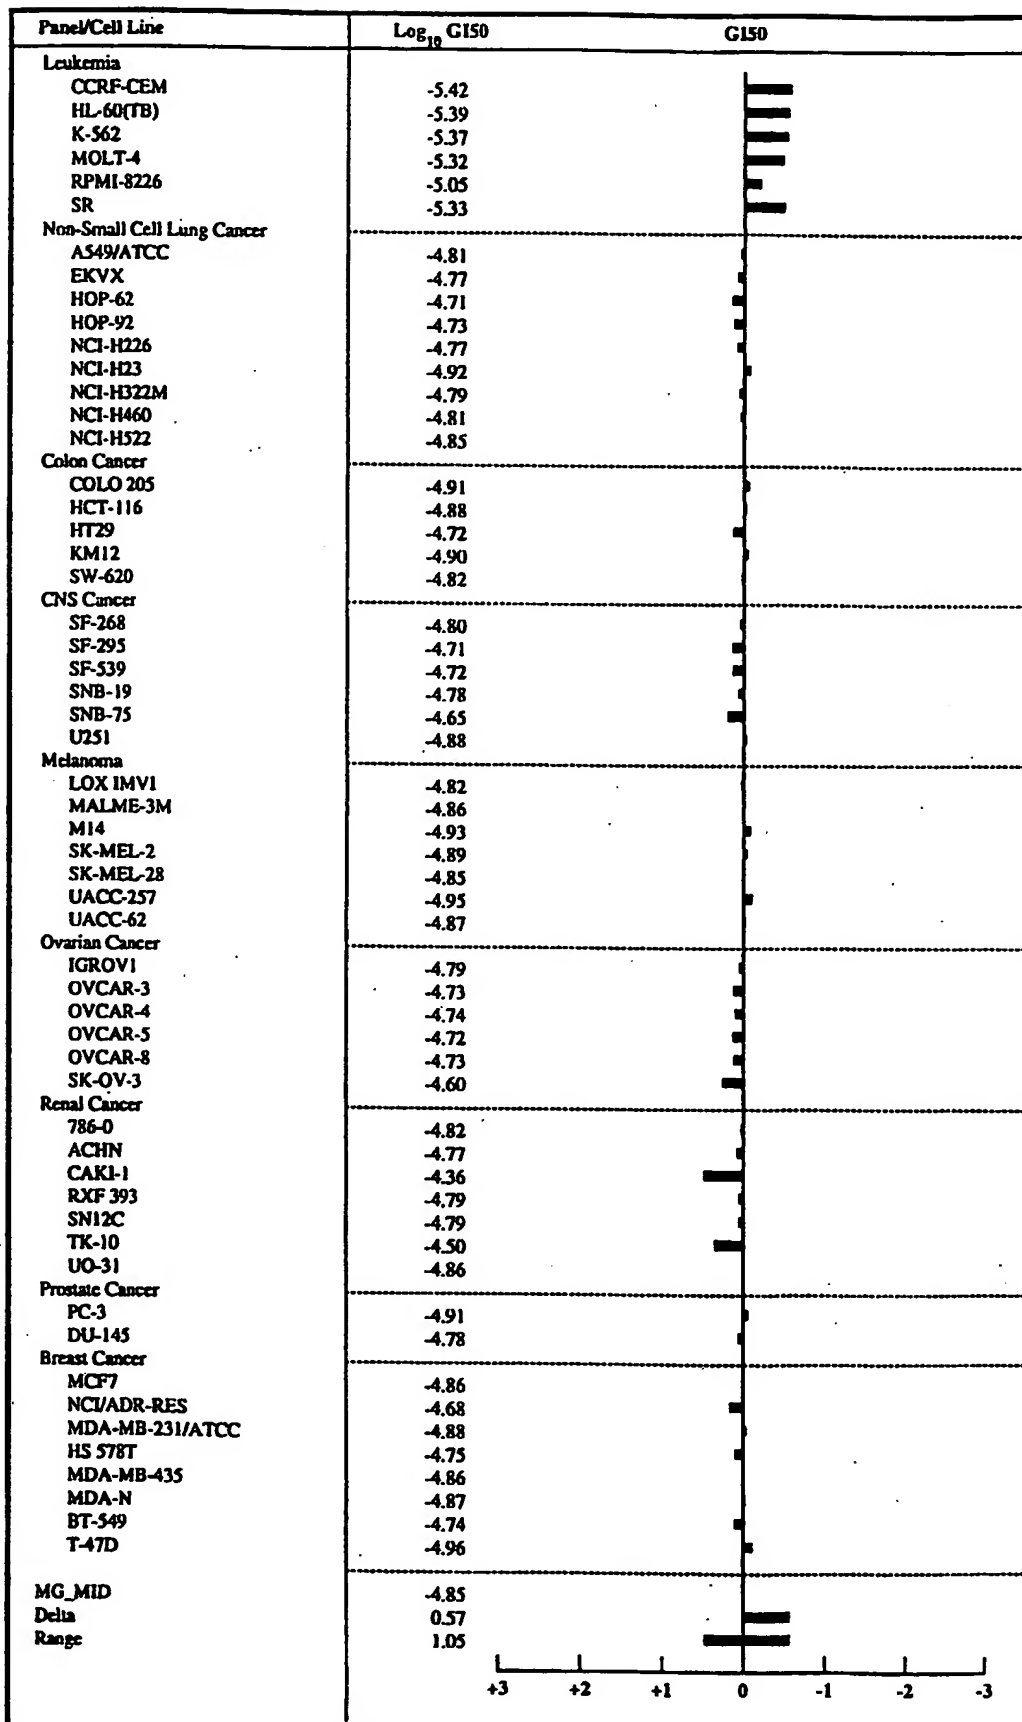 Panel/Cell Line Log10 GI50 GI50
Leukemia
CCRF-CEM -5.42
HL-60(TB) -5.39
K-562 -5.37
MOLT-4 -5.32
RPMI-8226 -5.05
SR -5.33
Non-Small Cell Lung Cancer
A549/ATCC -4.81
EKVX -4.77
HOP-62 -4.71
HOP-92 -4.73
NCI-H226 -4.77
NCI-H23 -4.92
NCI-H322M -4.79
NCI-H460 -4.81
NCI-H522 -4.85
Colon Cancer
COLO 205 -4.91
HCT-116 -4.88
HT29 -4.72
KM12 -4.90
SW-620 -4.82
CNS Cancer
SF-268 -4.80
SF-295 -4.71
SF-539 -4.72
SNB-19 -4.78
SNB-75 -4.65
U251 -4.88
Melanoma
LOX IMVI -4.82
MALME-3M -4.86
M14 -4.93
SK-MEL-2 -4.89
SK-MEL-28 -4.85
UACC-257 -4.95
UACC-62 -4.87
Ovarian Cancer
IGROV1 -4.79
OVCAR-3 -4.73
OVCAR-4 -4.74
OVCAR-5 -4.72
OVCAR-8 -4.73
SK-OV-3 -4.60
Renal Cancer
786-0 -4.82
ACHN -4.77
CAKI-1 -4.36
RXF 393 -4.79
SN12C -4.79
TK-10 -4.50
UO-31 -4.86
Prostate Cancer
PC-3 -4.91
DU-145 -4.78
Breast Cancer
MCF7 -4.86
NCI/ADR-RES -4.68
MDA-MB-231/ATCC -4.88
HS 578T -4.75
MDA-MB-435 -4.86
MDA-N -4.87
BT-549 -4.74
T-47D -4.96
MG_MID -4.85
Delta 0.57
Range 1.05
+3 +2 +1 0 -1 -2 -3